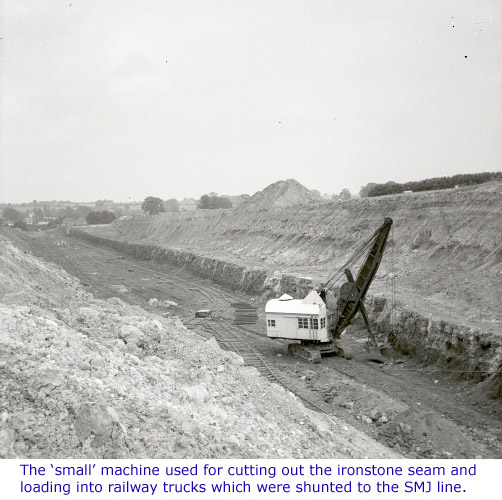 The ‘small’ machine used for cutting out the ironstone seam and
loading into railway trucks which were shunted to the SMJ line.